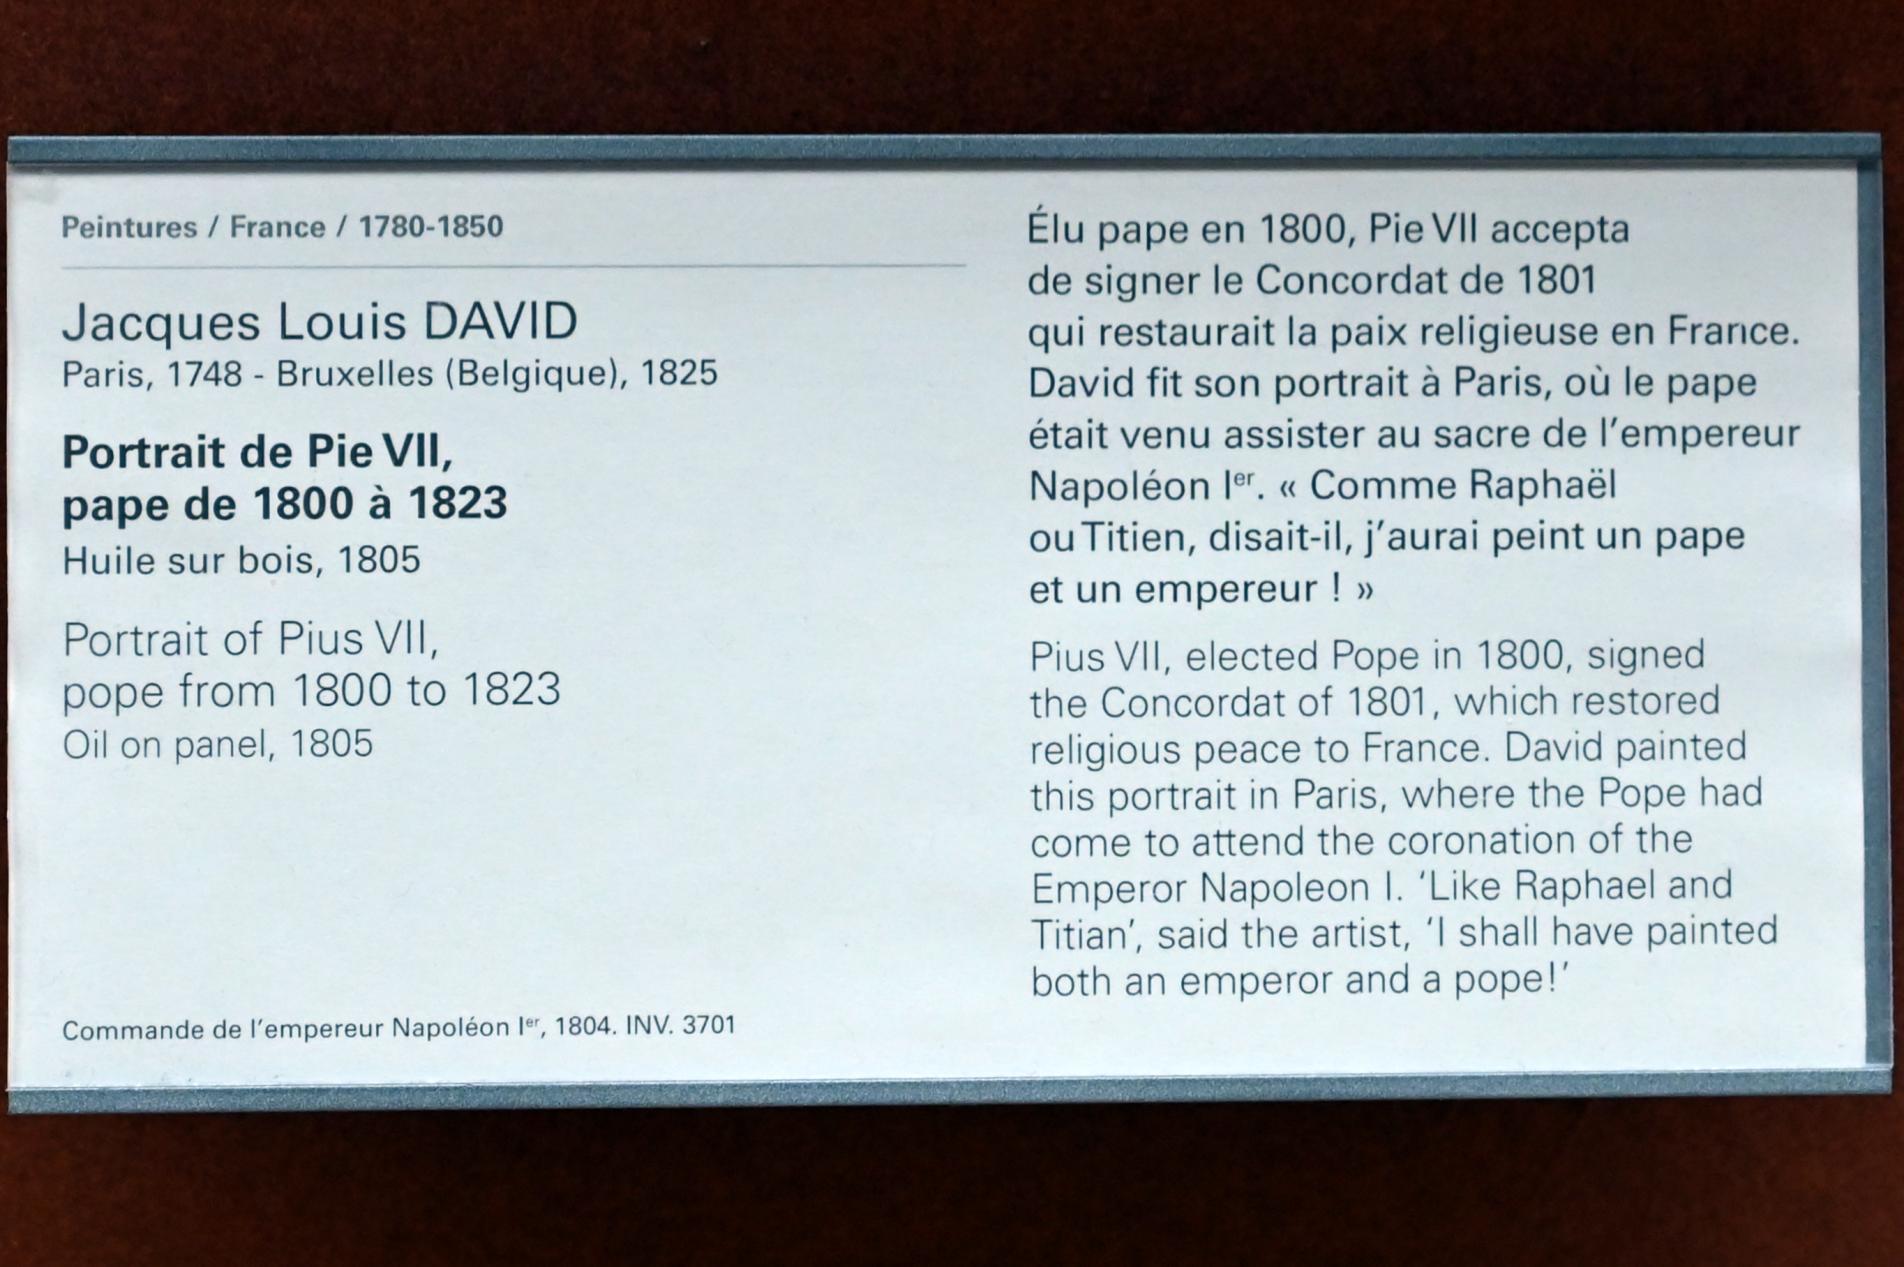 Peintures / France / 1780-1850
Jacques Louis DAVID
Paris, 1748 - Bruxelles (Belgique), 1825
Portrait de Pie VII,
pape de 1800 à 1823
Huile sur bois, 1805
Portrait of Pius VII,
pope from 1800 to 1823
Oil on panel, 1805
Commande de l'empereur Napoléon Ier, 1804. INV. 3701
Élu pape en 1800, Pie VII accepta
de signer le Concordat de 1801
qui restaurait la paix religieuse en France.
David fit son portrait à Paris, où le pape
était venu assister au sacre de l'empereur
Napoléon Ier. « Comme Raphaël
ou Titien, disait-il, j'aurai peint un pape
et un empereur ! »
Pius VII, elected Pope in 1800, signed
the Concordat of 1801, which restored
religious peace to France. David painted
this portrait in Paris, where the Pope had
come to attend the coronation of the
Emperor Napoleon I. 'Like Raphael and
Titian', said the artist, 'I shall have painted
both an emperor and a pope!'